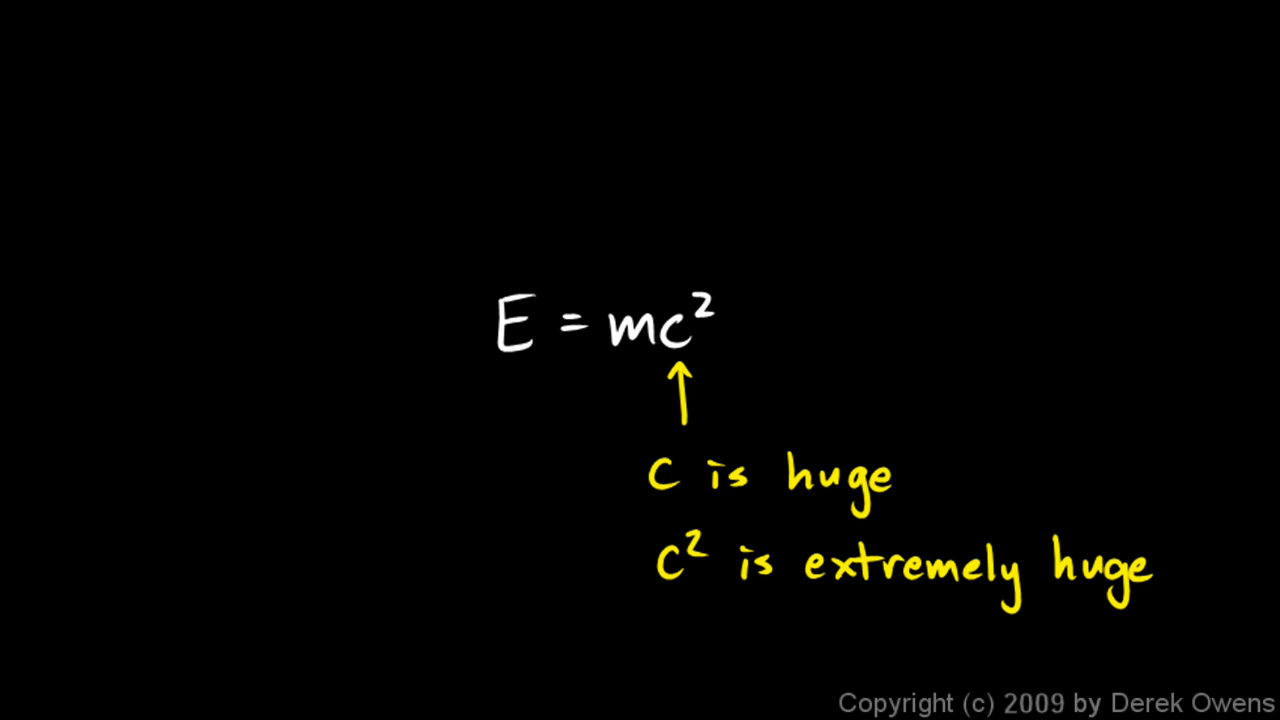 E = mc²
c is huge
c² is extremely huge
Copyright (c) 2009 by Derek Owens